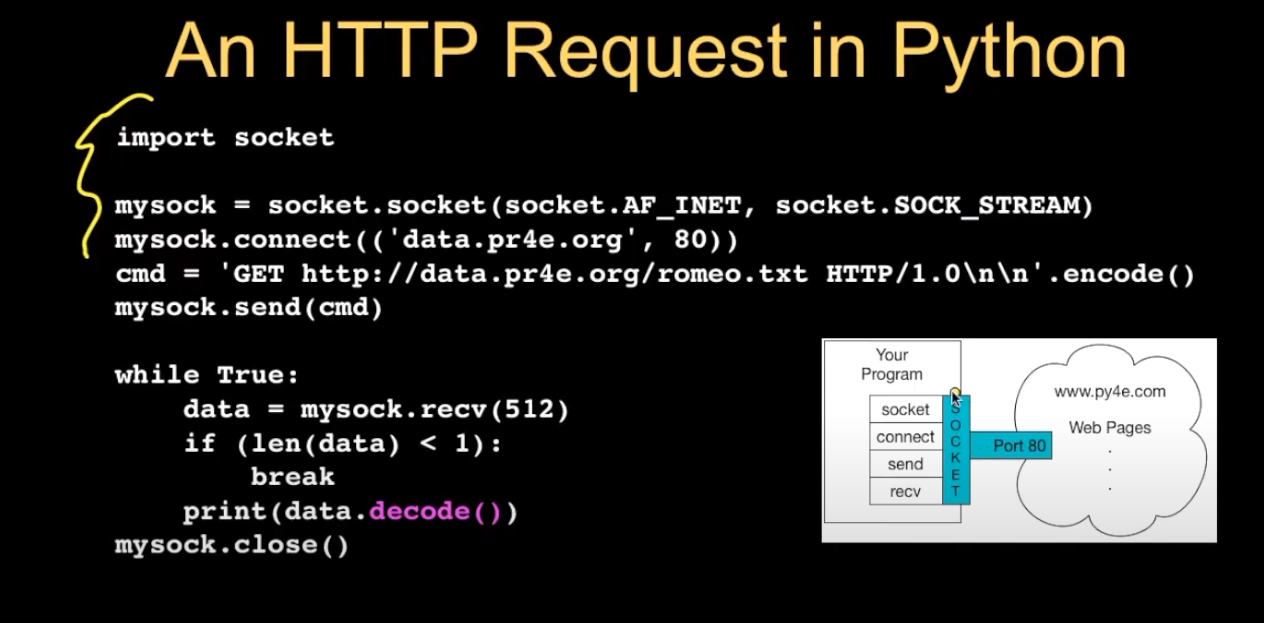 An HTTP Request in Python
import socket
mysock = socket.socket(socket.AF_INET, socket.SOCK_STREAM)
mysock.connect(('data.pr4e.org', 80))
cmd = 'GET http://data.pr4e.org/romeo.txt HTTP/1.0\n\n'.encode()
mysock.send(cmd)
while True:
    data = mysock.recv(512)
    if (len(data) < 1):
        break
    print(data.decode())
mysock.close()
Your
Program
socket
connect
send
recv
SOCKET
Port 80
www.py4e.com
Web Pages
.
.
.